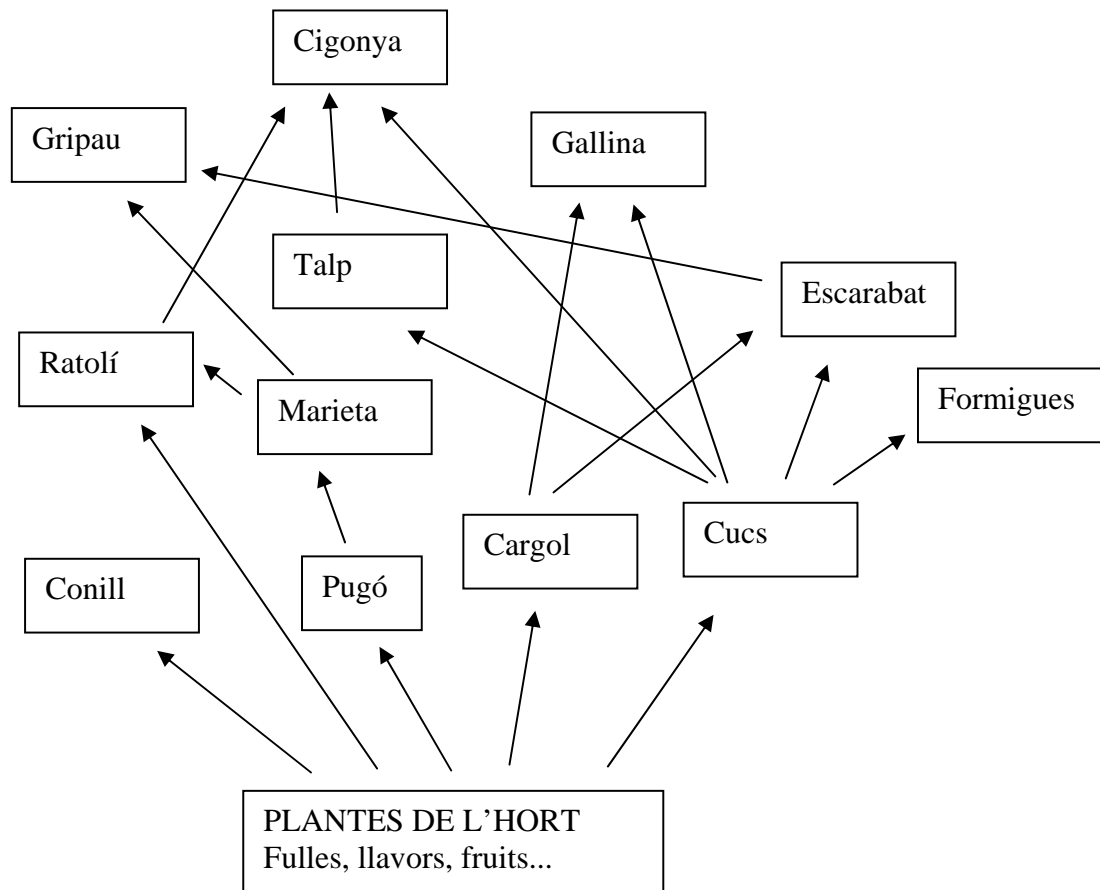 Cigonya
Gripau
Gallina
Talp
Escarabat
Ratolí
Marieta
Formigues
Cargol
Cucs
Conill
Pugó
PLANTES DE L’HORT
Fulles, llavors, fruits...